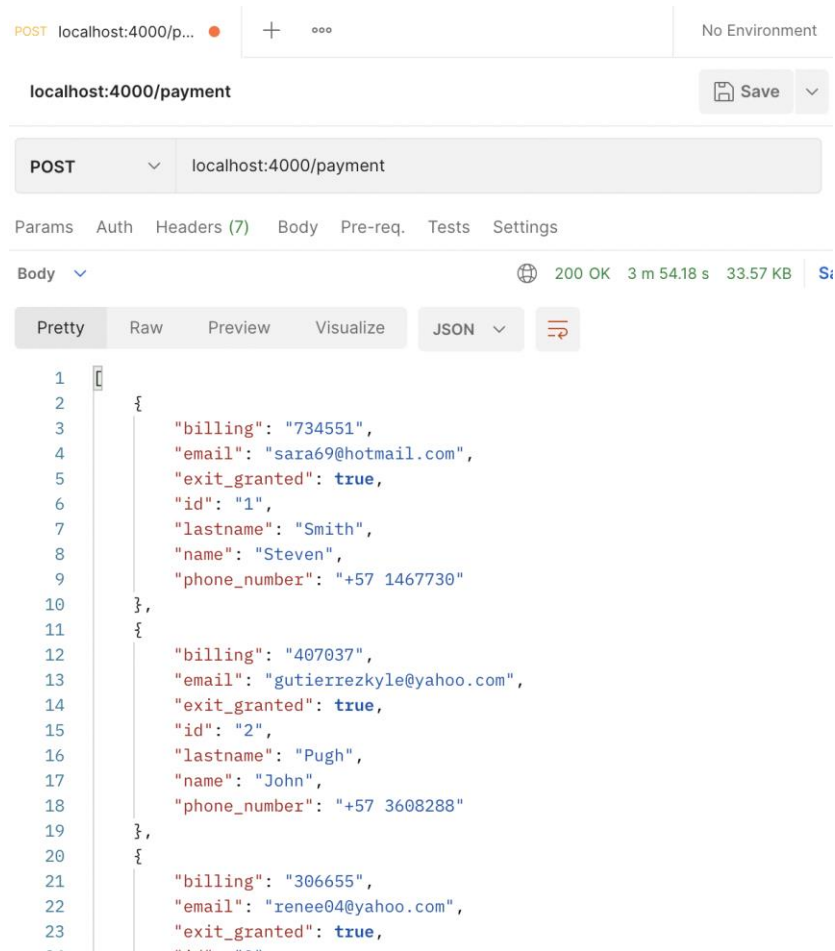 POST localhost:4000/p... No Environment
localhost:4000/payment Save
POST localhost:4000/payment
Params Auth Headers (7) Body Pre-req. Tests Settings
Body 200 OK 3 m 54.18 s 33.57 KB Sa
Pretty Raw Preview Visualize JSON
1 [
2 {
3 "billing": "734551",
4 "email": "sara69@hotmail.com",
5 "exit_granted": true,
6 "id": "1",
7 "lastname": "Smith",
8 "name": "Steven",
9 "phone_number": "+57 1467730"
10 },
11 {
12 "billing": "407037",
13 "email": "gutierrezkyle@yahoo.com",
14 "exit_granted": true,
15 "id": "2",
16 "lastname": "Pugh",
17 "name": "John",
18 "phone_number": "+57 3608288"
19 },
20 {
21 "billing": "306655",
22 "email": "renee04@yahoo.com",
23 "exit_granted": true,